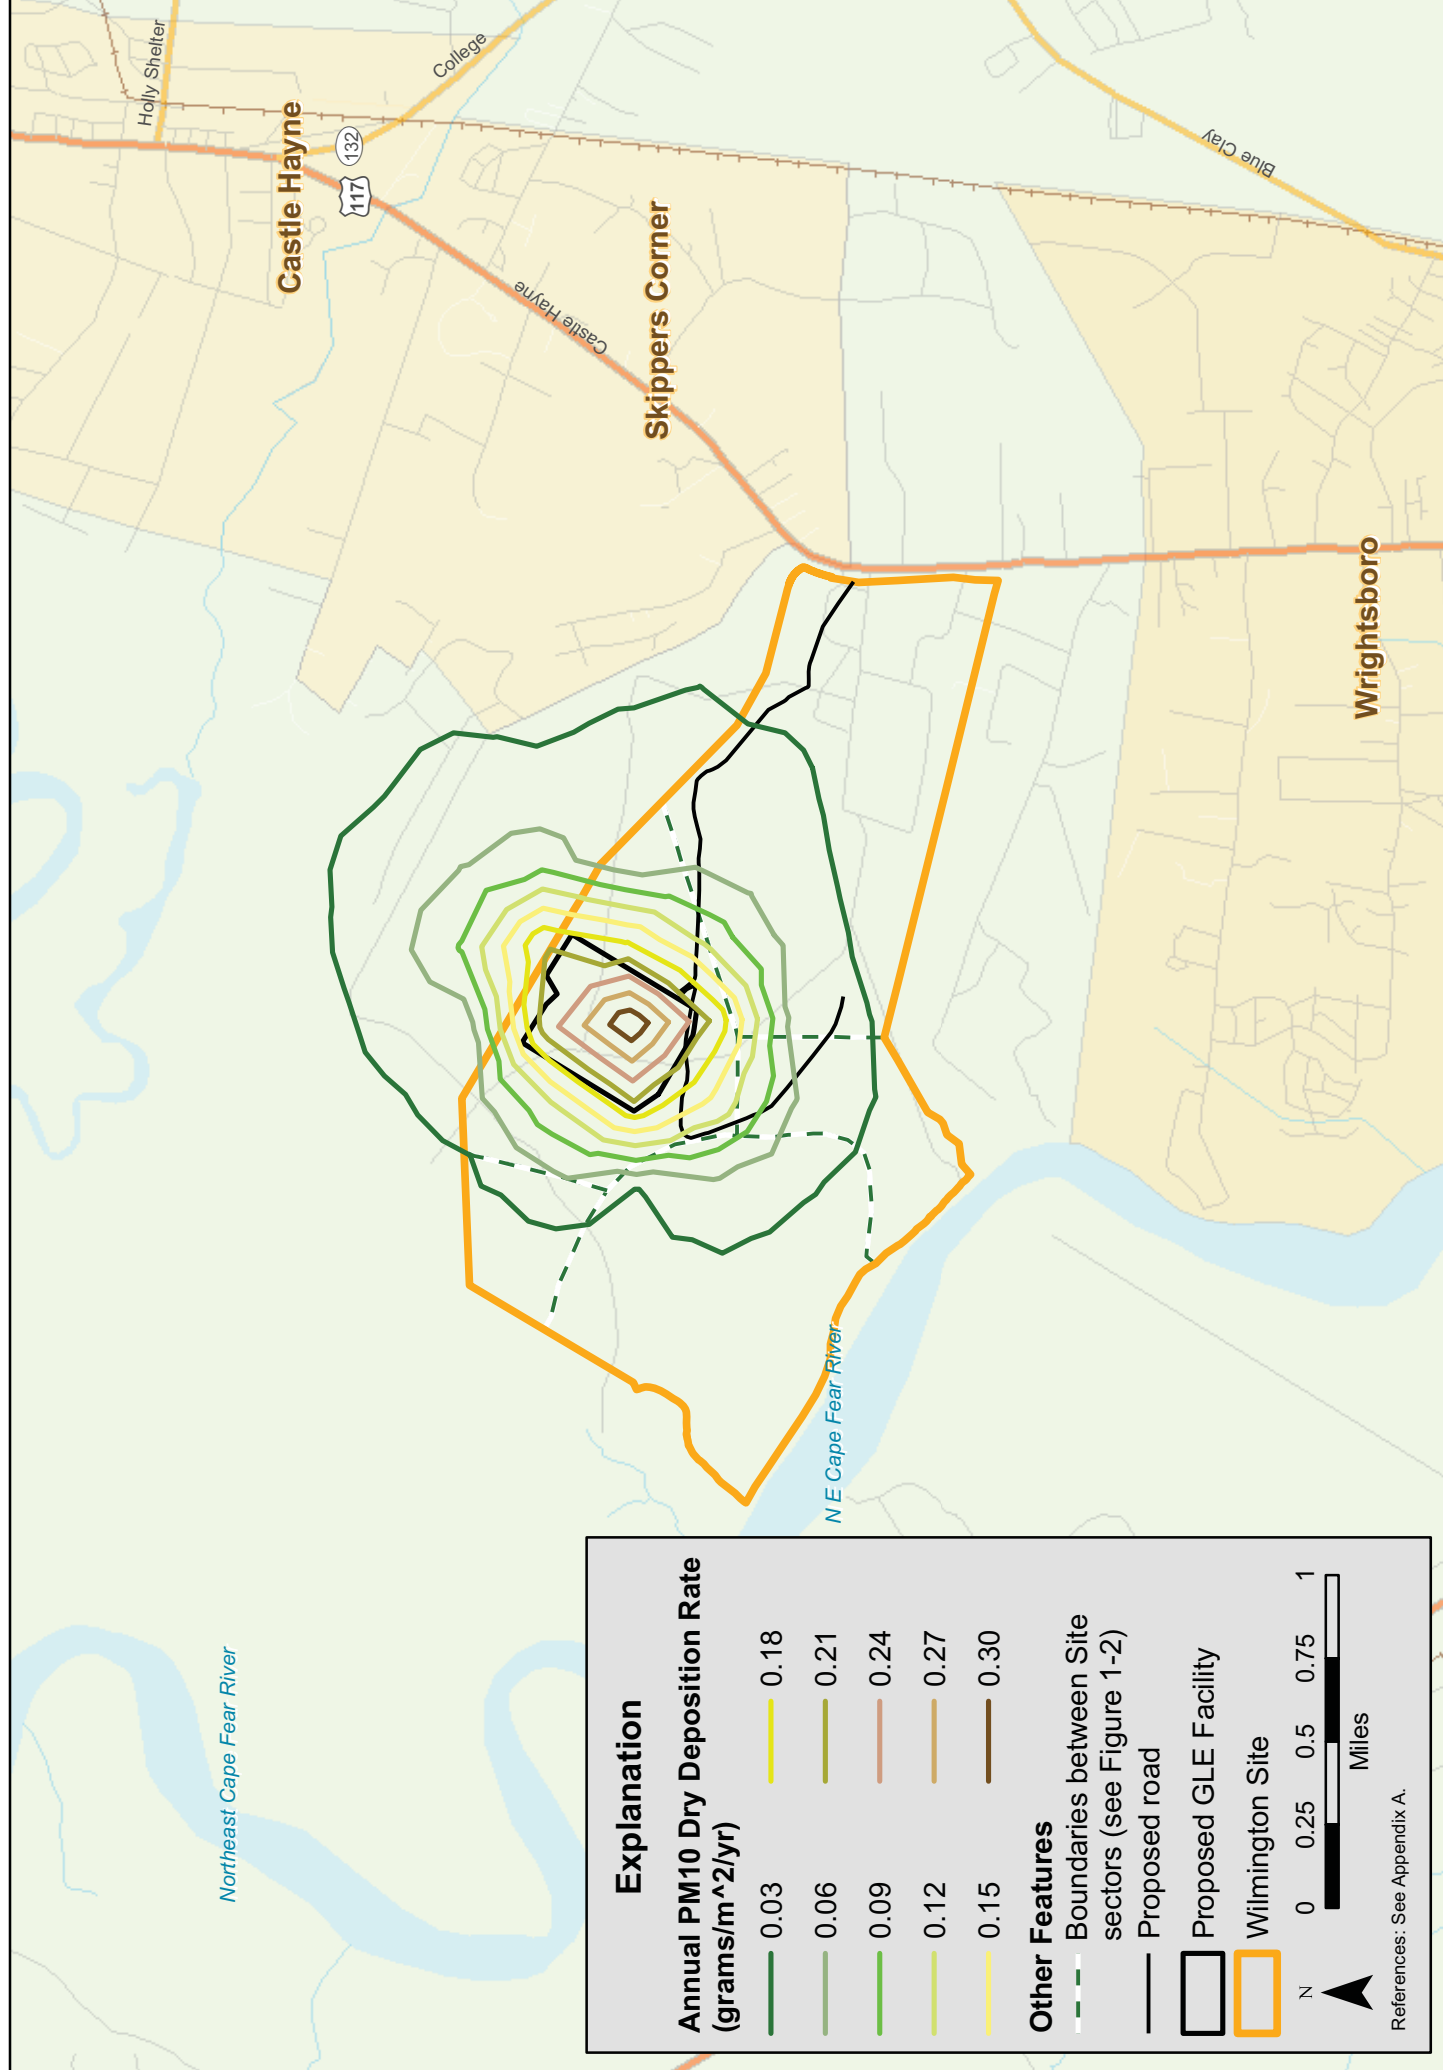 Northeast Cape Fear River
N E Cape Fear River
Castle Hayne
Skippers Corner
Wrightsboro
Holly Shelter
College
132
117
Castle Hayne
Blue Clay
Explanation
Annual PM10 Dry Deposition Rate
(grams/m^2/yr)
0.03
0.06
0.09
0.12
0.15
0.18
0.21
0.24
0.27
0.30
Other Features
Boundaries between Site
sectors (see Figure 1-2)
Proposed road
Proposed GLE Facility
Wilmington Site
N
0 0.25 0.5 0.75 1
Miles
References: See Appendix A.